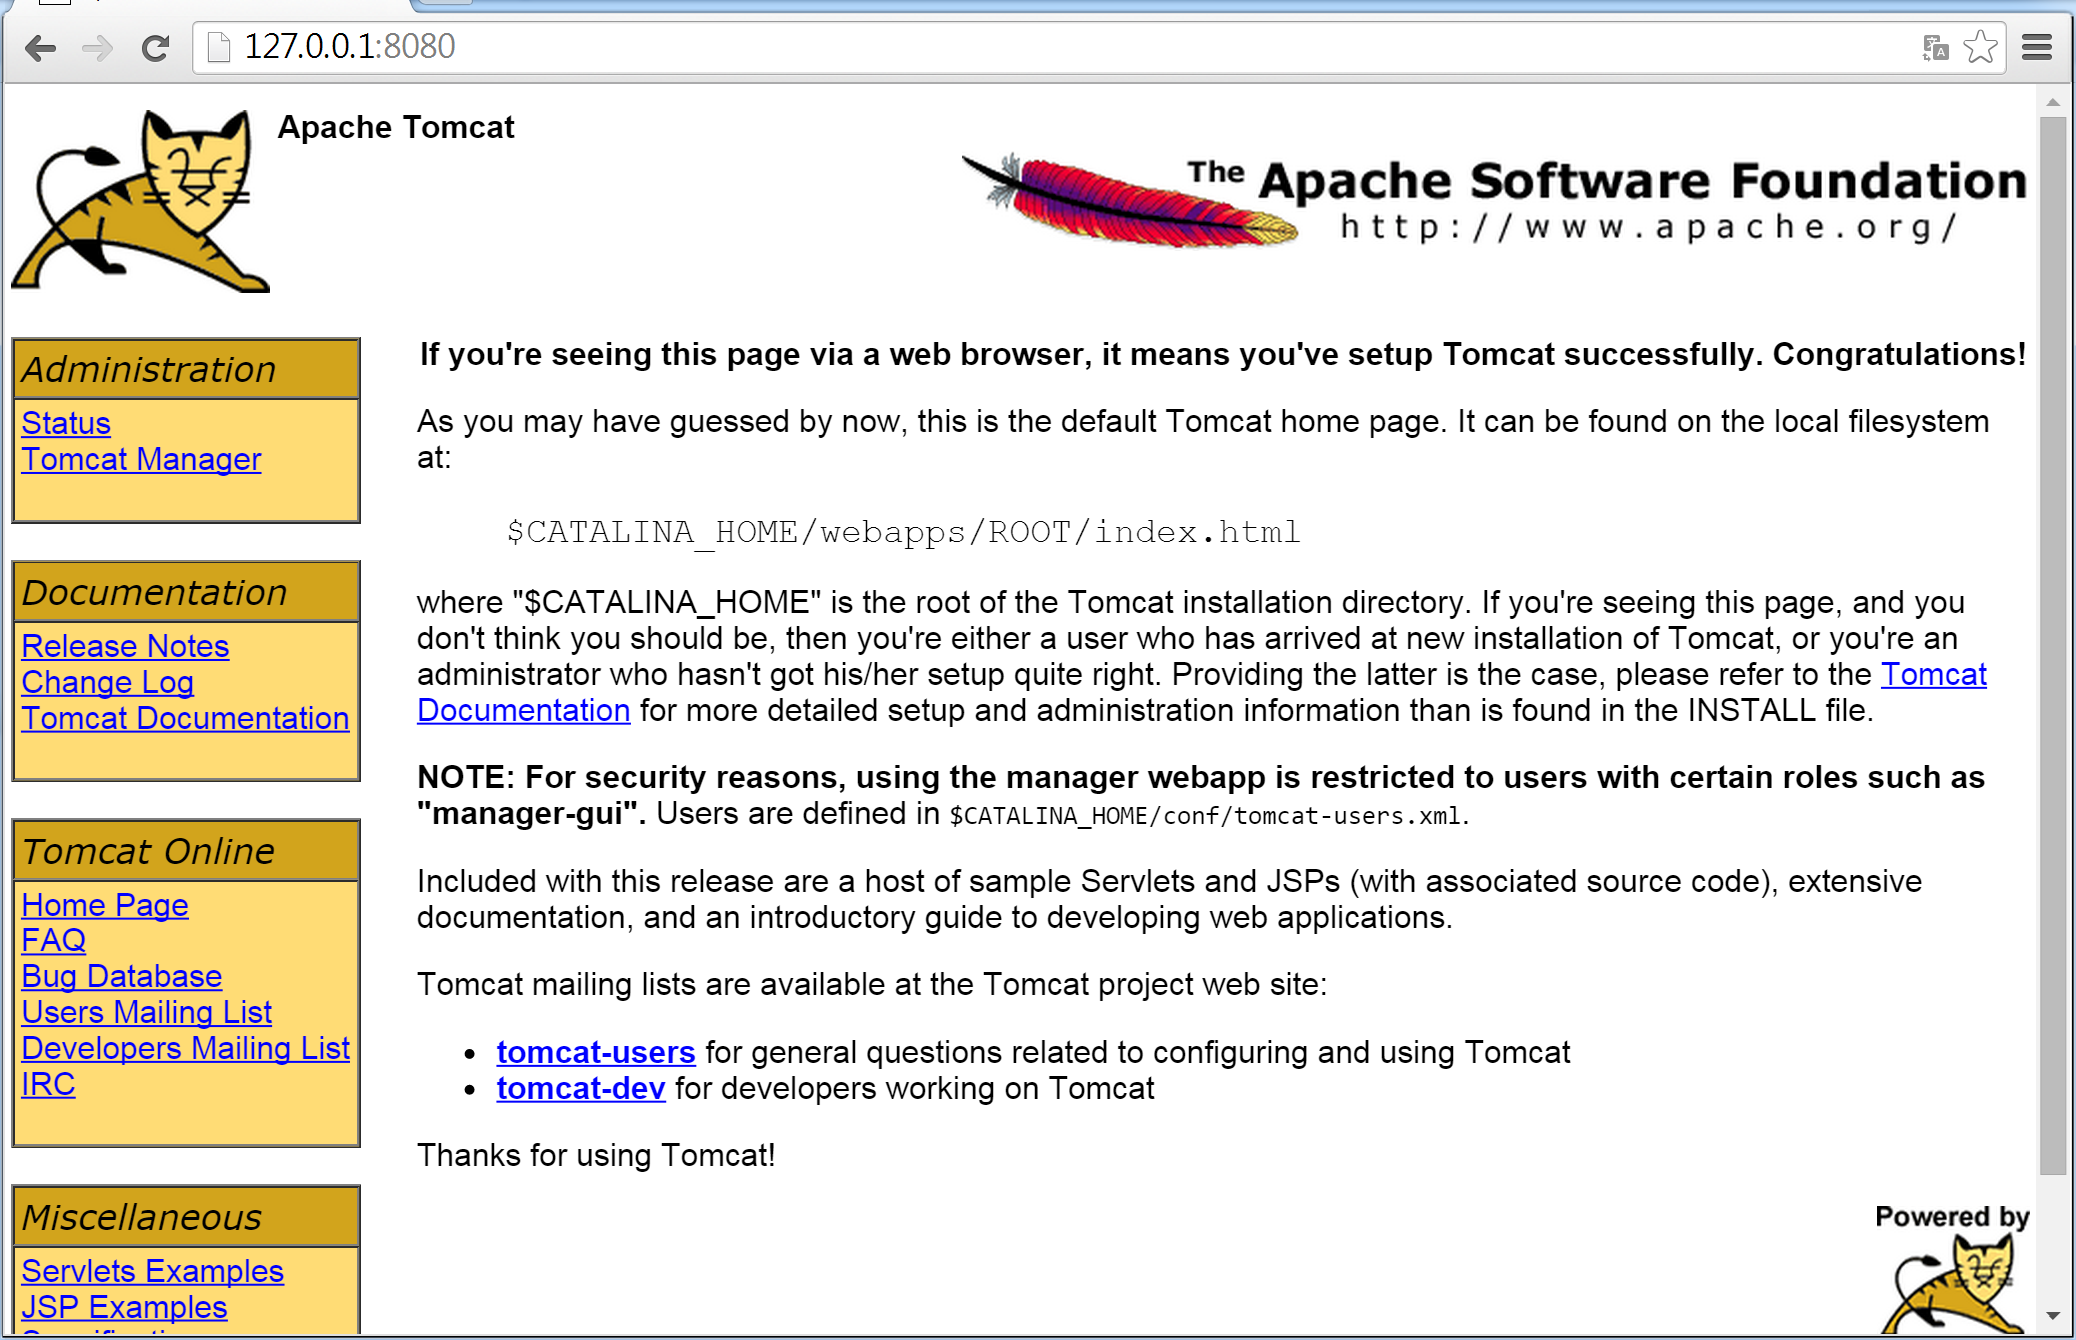 127.0.0.1:8080
Apache Tomcat
The Apache Software Foundation
http://www.apache.org/
Administration
Status
Tomcat Manager
Documentation
Release Notes
Change Log
Tomcat Documentation
Tomcat Online
Home Page
FAQ
Bug Database
Users Mailing List
Developers Mailing List
IRC
Miscellaneous
Servlets Examples
JSP Examples
If you're seeing this page via a web browser, it means you've setup Tomcat successfully. Congratulations!
As you may have guessed by now, this is the default Tomcat home page. It can be found on the local filesystem
at:
$CATALINA_HOME/webapps/ROOT/index.html
where "$CATALINA_HOME" is the root of the Tomcat installation directory. If you're seeing this page, and you
don't think you should be, then you're either a user who has arrived at new installation of Tomcat, or you're an
administrator who hasn't got his/her setup quite right. Providing the latter is the case, please refer to the Tomcat
Documentation for more detailed setup and administration information than is found in the INSTALL file.
NOTE: For security reasons, using the manager webapp is restricted to users with certain roles such as
"manager-gui". Users are defined in $CATALINA_HOME/conf/tomcat-users.xml.
Included with this release are a host of sample Servlets and JSPs (with associated source code), extensive
documentation, and an introductory guide to developing web applications.
Tomcat mailing lists are available at the Tomcat project web site:
• tomcat-users for general questions related to configuring and using Tomcat
• tomcat-dev for developers working on Tomcat
Thanks for using Tomcat!
Powered by